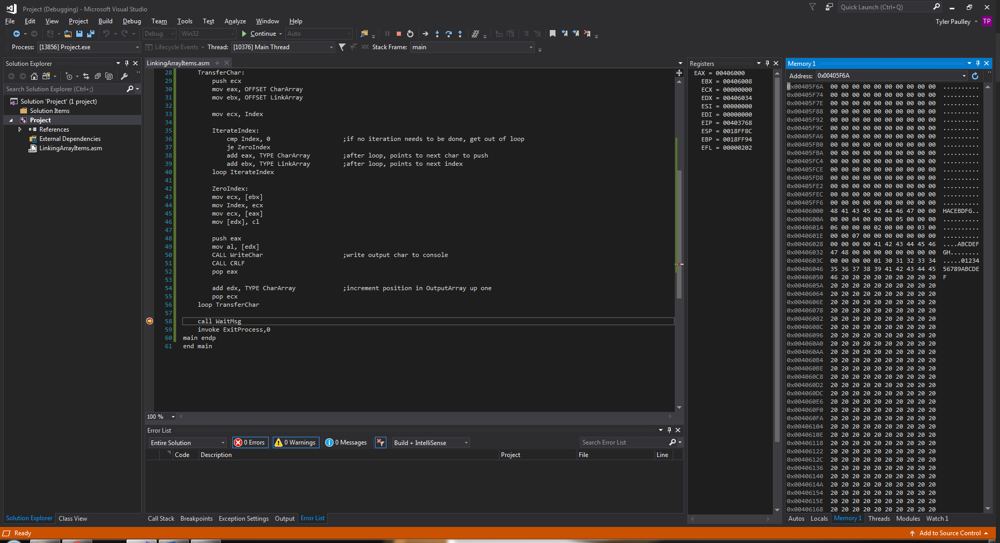 Project (Debugging) - Microsoft Visual Studio
Quick Launch (Ctrl+Q)
File Edit View Project Build Debug Team Tools Test Analyze Window Help
Tyler Paulley TP
Debug Win32 Continue Auto
Process: [13856] Project.exe Lifecycle Events Thread: [10376] Main Thread Stack Frame: main
Solution Explorer
Search Solution Explorer (Ctrl+;)
Solution 'Project' (1 project)
Solution Items
Project
References
External Dependencies
LinkingArrayItems.asm
Solution Explorer Class View
LinkingArrayItems.asm
28 TransferChar:
29 push ecx
30 mov eax, OFFSET CharArray
31 mov ebx, OFFSET LinkArray
32
33 mov ecx, Index
34
35 IterateIndex:
36 cmp Index, 0 ;if no iteration needs to be done, get out of loop
37 je ZeroIndex
38 add eax, TYPE CharArray ;after loop, points to next char to push
39 add ebx, TYPE LinkArray ;after loop, points to next index
40 loop IterateIndex
41
42 ZeroIndex:
43 mov ecx, [ebx]
44 mov Index, ecx
45 mov ecx, [eax]
46 mov [edx], cl
47
48 push eax
49 mov al, [edx]
50 CALL WriteChar ;write output char to console
51 CALL CRLF
52 pop eax
53
54 add edx, TYPE CharArray ;increment position in OutputArray up one
55 pop ecx
56 loop TransferChar
57
58 call WaitMsg
59 invoke ExitProcess,0
60 main endp
61 end main
100 %
Error List
Entire Solution 0 Errors 0 Warnings 0 Messages Build + IntelliSense Search Error List
Code Description Project File Line
Call Stack Breakpoints Exception Settings Output Error List
Registers
EAX = 00406000
EBX = 00406008
ECX = 00000000
EDX = 00406034
ESI = 00000000
EDI = 00000000
EIP = 00403768
ESP = 0018FF8C
EBP = 0018FF94
EFL = 00000202
Memory 1
Address: 0x00405F6A
0x00405F6A 00 00 00 00 00 00 00 00 00 00 ..........
0x00405F74 00 00 00 00 00 00 00 00 00 00 ..........
0x00405F7E 00 00 00 00 00 00 00 00 00 00 ..........
0x00405F88 00 00 00 00 00 00 00 00 00 00 ..........
0x00405F92 00 00 00 00 00 00 00 00 00 00 ..........
0x00405F9C 00 00 00 00 00 00 00 00 00 00 ..........
0x00405FA6 00 00 00 00 00 00 00 00 00 00 ..........
0x00405FB0 00 00 00 00 00 00 00 00 00 00 ..........
0x00405FBA 00 00 00 00 00 00 00 00 00 00 ..........
0x00405FC4 00 00 00 00 00 00 00 00 00 00 ..........
0x00405FCE 00 00 00 00 00 00 00 00 00 00 ..........
0x00405FD8 00 00 00 00 00 00 00 00 00 00 ..........
0x00405FE2 00 00 00 00 00 00 00 00 00 00 ..........
0x00405FEC 00 00 00 00 00 00 00 00 00 00 ..........
0x00405FF6 00 00 00 00 00 00 00 00 00 00 ..........
0x00406000 48 41 43 45 42 44 46 47 00 00 HACEBDFG..
0x0040600A 00 00 04 00 00 00 05 00 00 00 ..........
0x00406014 06 00 00 00 02 00 00 00 03 00 ..........
0x0040601E 00 00 07 00 00 00 00 00 00 00 ..........
0x00406028 00 00 00 00 41 42 43 44 45 46 ....ABCDEF
0x00406032 47 48 00 00 00 00 00 00 00 00 GH........
0x0040603C 00 00 00 00 01 30 31 32 33 34 .....01234
0x00406046 35 36 37 38 39 41 42 43 44 45 56789ABCDE
0x00406050 46 20 20 20 20 20 20 20 20 20 F
0x0040605A 20 20 20 20 20 20 20 20 20 20
0x00406064 20 20 20 20 20 20 20 20 20 20
0x0040606E 20 20 20 20 20 20 20 20 20 20
0x00406078 20 20 20 20 20 20 20 20 20 20
0x00406082 20 20 20 20 20 20 20 20 20 20
0x0040608C 20 20 20 20 20 20 20 20 20 20
0x00406096 20 20 20 20 20 20 20 20 20 20
0x004060A0 20 20 20 20 20 20 20 20 20 20
0x004060AA 20 20 20 20 20 20 20 20 20 20
0x004060B4 20 20 20 20 20 20 20 20 20 20
0x004060BE 20 20 20 20 20 20 20 20 20 20
0x004060C8 20 20 20 20 20 20 20 20 20 20
0x004060D2 20 20 20 20 20 20 20 20 20 20
0x004060DC 20 20 20 20 20 20 20 20 20 20
0x004060E6 20 20 20 20 20 20 20 20 20 20
0x004060F0 20 20 20 20 20 20 20 20 20 20
0x004060FA 20 20 20 20 20 20 20 20 20 20
0x00406104 20 20 20 20 20 20 20 20 20 20
0x0040610E 20 20 20 20 20 20 20 20 20 20
0x00406118 20 20 20 20 20 20 20 20 20 20
0x00406122 20 20 20 20 20 20 20 20 20 20
0x0040612C 20 20 20 20 20 20 20 20 20 20
0x00406136 20 20 20 20 20 20 20 20 20 20
0x00406140 20 20 20 20 20 20 20 20 20 20
0x0040614A 20 20 20 20 20 20 20 20 20 20
0x00406154 20 20 20 20 20 20 20 20 20 20
0x0040615E 20 20 20 20 20 20 20 20 20 20
0x00406168 20 20 20 20 20 20 20 20 20 20
Autos Locals Memory 1 Threads Modules Watch 1
Ready
Add to Source Control